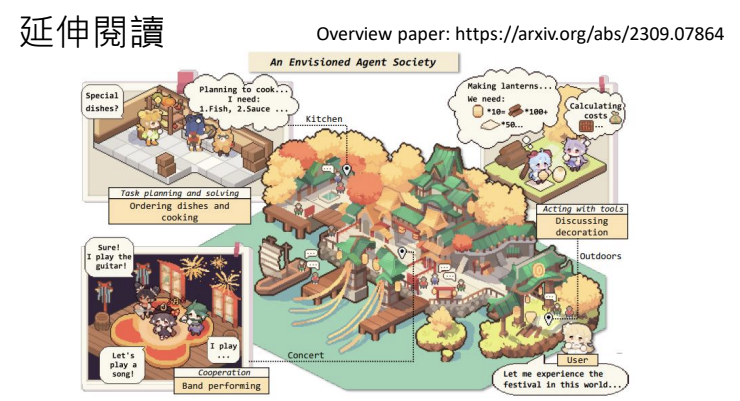 延伸閱讀
Overview paper: https://arxiv.org/abs/2309.07864
An Envisioned Agent Society
Special
dishes?
Planning to cook...
I need:
1.Fish, 2.Sauce ...
Kitchen
Task planning and solving
Ordering dishes and
cooking
Making lanterns...
We need:
*10= *100+
*50...
Calculating
costs
...
Acting with tools
Discussing
decoration
Outdoors
Sure!
I play the
guitar!
Let's
play a
song!
I play
...
Cooperation
Band performing
Concert
User
Let me experience the
festival in this world...